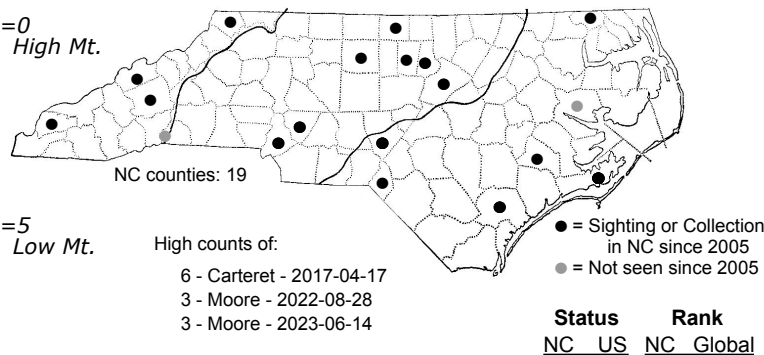 =0
High Mt.
NC counties: 19
=5
Low Mt.
High counts of:
6 - Carteret - 2017-04-17
3 - Moore - 2022-08-28
3 - Moore - 2023-06-14
= Sighting or Collection
in NC since 2005
= Not seen since 2005
Status Rank
NC US NC Global